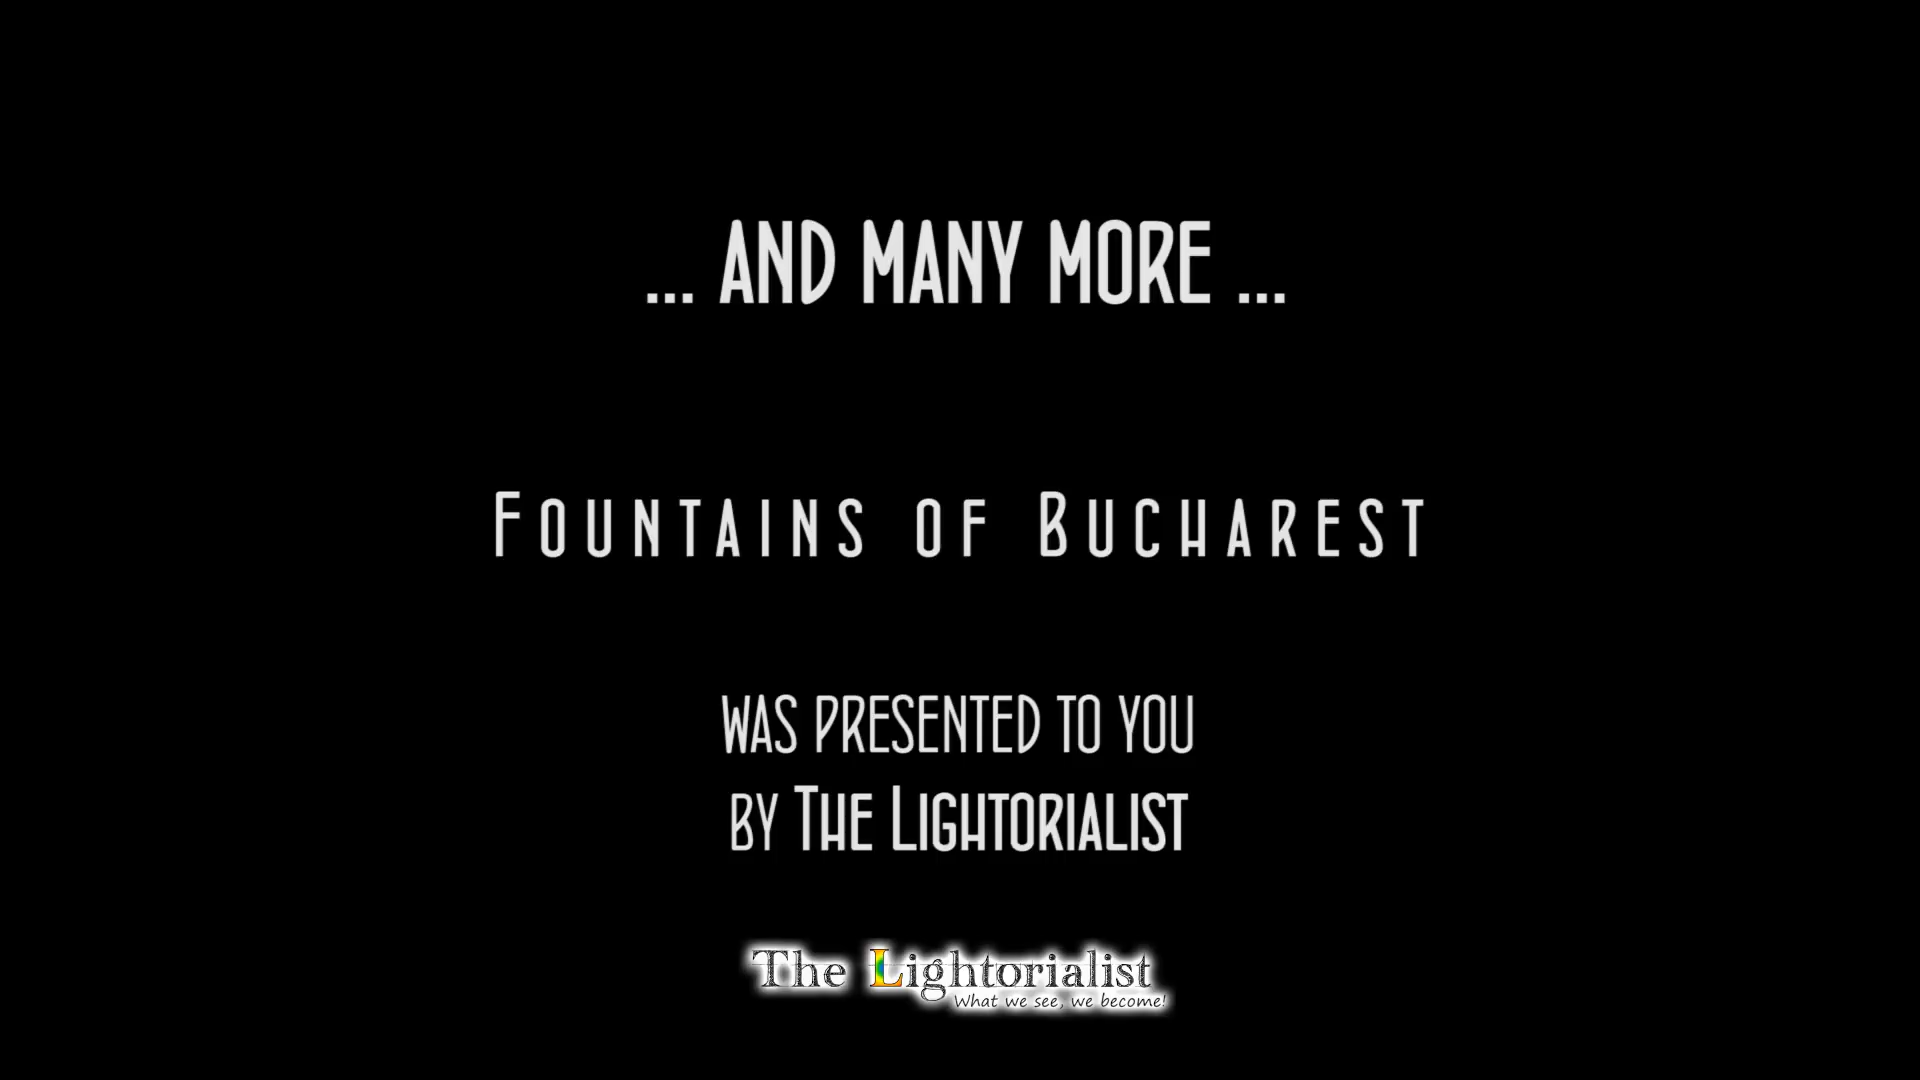 ... AND MANY MORE ...
FOUNTAINS OF BUCHAREST
WAS PRESENTED TO YOU
BY THE LIGHTORIALIST
The Lightorialist
What we see, we become!